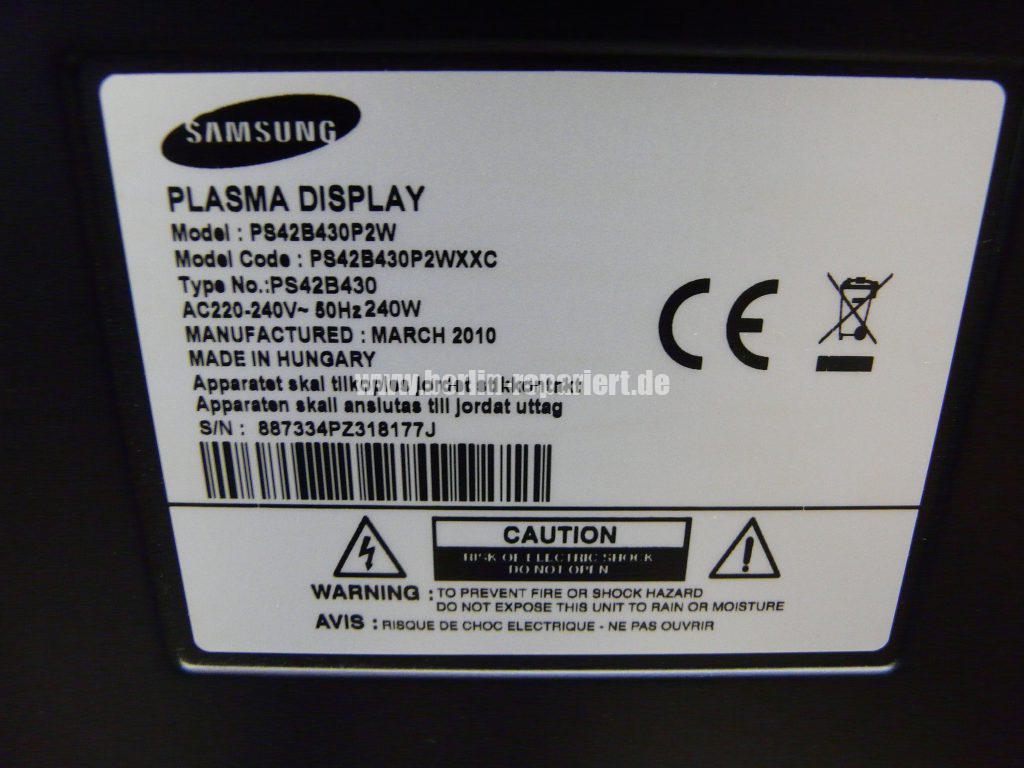 SAMSUNG
PLASMA DISPLAY
Model : PS42B430P2W
Model Code : PS42B430P2WXXC
Type No.:PS42B430
AC220-240V~ 50Hz 240W
MANUFACTURED : MARCH 2010
MADE IN HUNGARY
www.berlin-repariert.de
Apparatet skal tilkoples jordet stikkontakt
Apparaten skall anslutas till jordat uttag
S/N : 887334PZ318177J
CE
CAUTION
RISK OF ELECTRIC SHOCK
DO NOT OPEN
WARNING : TO PREVENT FIRE OR SHOCK HAZARD
DO NOT EXPOSE THIS UNIT TO RAIN OR MOISTURE
AVIS : RISQUE DE CHOC ELECTRIQUE - NE PAS OUVRIR